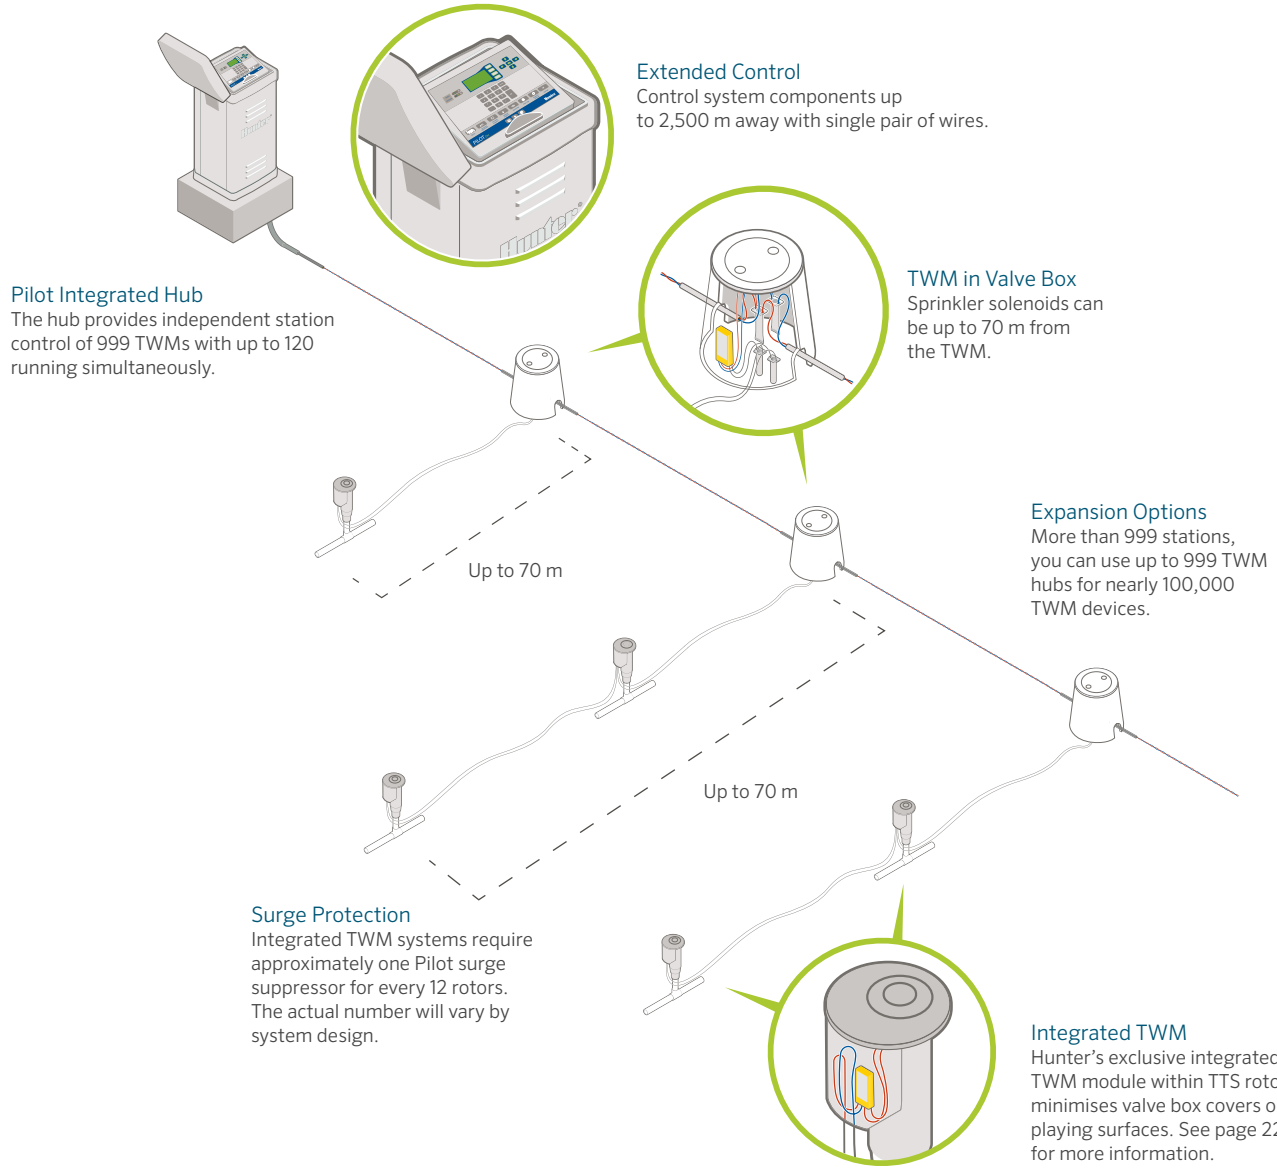 Extended Control
Control system components up
to 2,500 m away with single pair of wires.
PILOT
Hunter
Hunter®
Pilot Integrated Hub
The hub provides independent station
control of 999 TWMs with up to 120
running simultaneously.
TWM in Valve Box
Sprinkler solenoids can
be up to 70 m from
the TWM.
Up to 70 m
Expansion Options
More than 999 stations,
you can use up to 999 TWM
hubs for nearly 100,000
TWM devices.
Up to 70 m
Surge Protection
Integrated TWM systems require
approximately one Pilot surge
suppressor for every 12 rotors.
The actual number will vary by
system design.
Integrated TWM
Hunter’s exclusive integrated
TWM module within TTS roto
minimises valve box covers o
playing surfaces. See page 22
for more information.